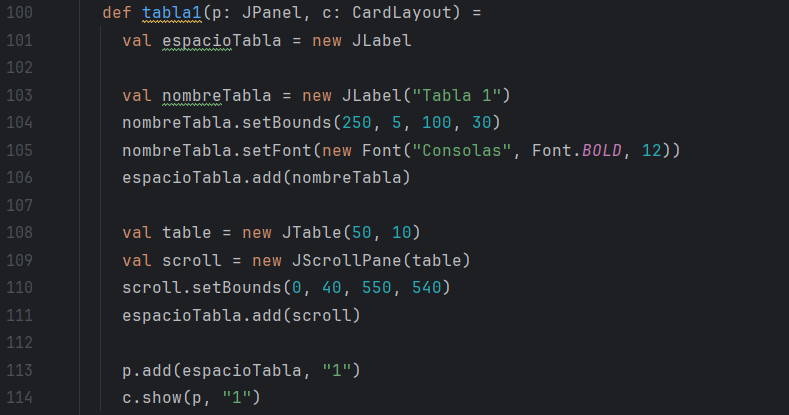 100 def tabla1(p: JPanel, c: CardLayout) =
101 val espacioTabla = new JLabel
102
103 val nombreTabla = new JLabel("Tabla 1")
104 nombreTabla.setBounds(250, 5, 100, 30)
105 nombreTabla.setFont(new Font("Consolas", Font.BOLD, 12))
106 espacioTabla.add(nombreTabla)
107
108 val table = new JTable(50, 10)
109 val scroll = new JScrollPane(table)
110 scroll.setBounds(0, 40, 550, 540)
111 espacioTabla.add(scroll)
112
113 p.add(espacioTabla, "1")
114 c.show(p, "1")